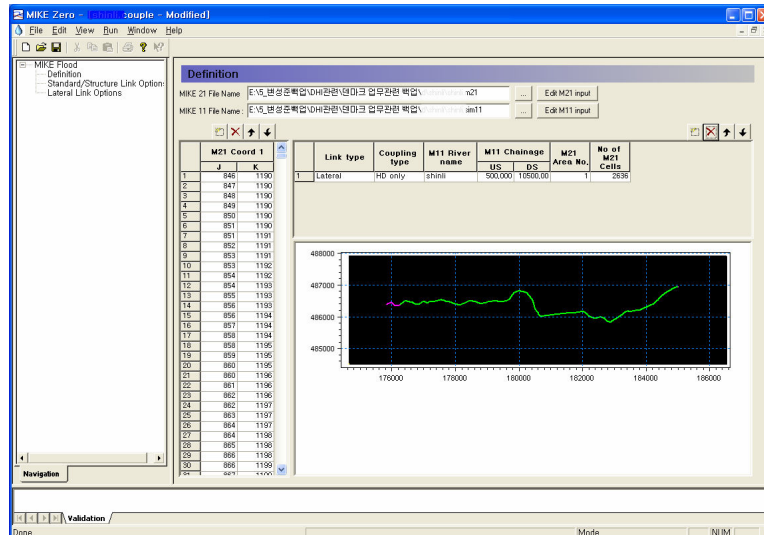 MIKE Zero - couple - Modified]
File Edit View Run Window Help
MIKE Flood
Definition
Standard/Structure Link Option:
Lateral Link Options
Navigation
Definition
MIKE 21 File Name : E:\5_변성준백업\DHI관련\덴마크 업무관련 백업\ m21 ... Edit M21 input
MIKE 11 File Name : E:\5_변성준백업\DHI관련\덴마크 업무관련 백업\ sim11 ... Edit M11 input
M21 Coord 1
J K
1 846 1190
2 847 1190
3 848 1190
4 849 1190
5 850 1190
6 851 1190
7 851 1191
8 852 1191
9 853 1191
10 853 1192
11 854 1192
12 854 1193
13 855 1193
14 856 1193
15 856 1194
16 857 1194
17 858 1194
18 858 1195
19 859 1195
20 860 1195
21 860 1196
22 861 1196
23 862 1196
24 862 1197
25 863 1197
26 864 1197
27 864 1198
28 865 1198
29 866 1198
30 866 1199
Link type Coupling type M11 River name M11 Chainage US DS M21 Area No. No of M21 Cells
1 Lateral HD only shinli 500,000 10500,00 1 2636
488000
487000
486000
485000
176000 178000 180000 182000 184000 186000
Validation
Done Mode NUM